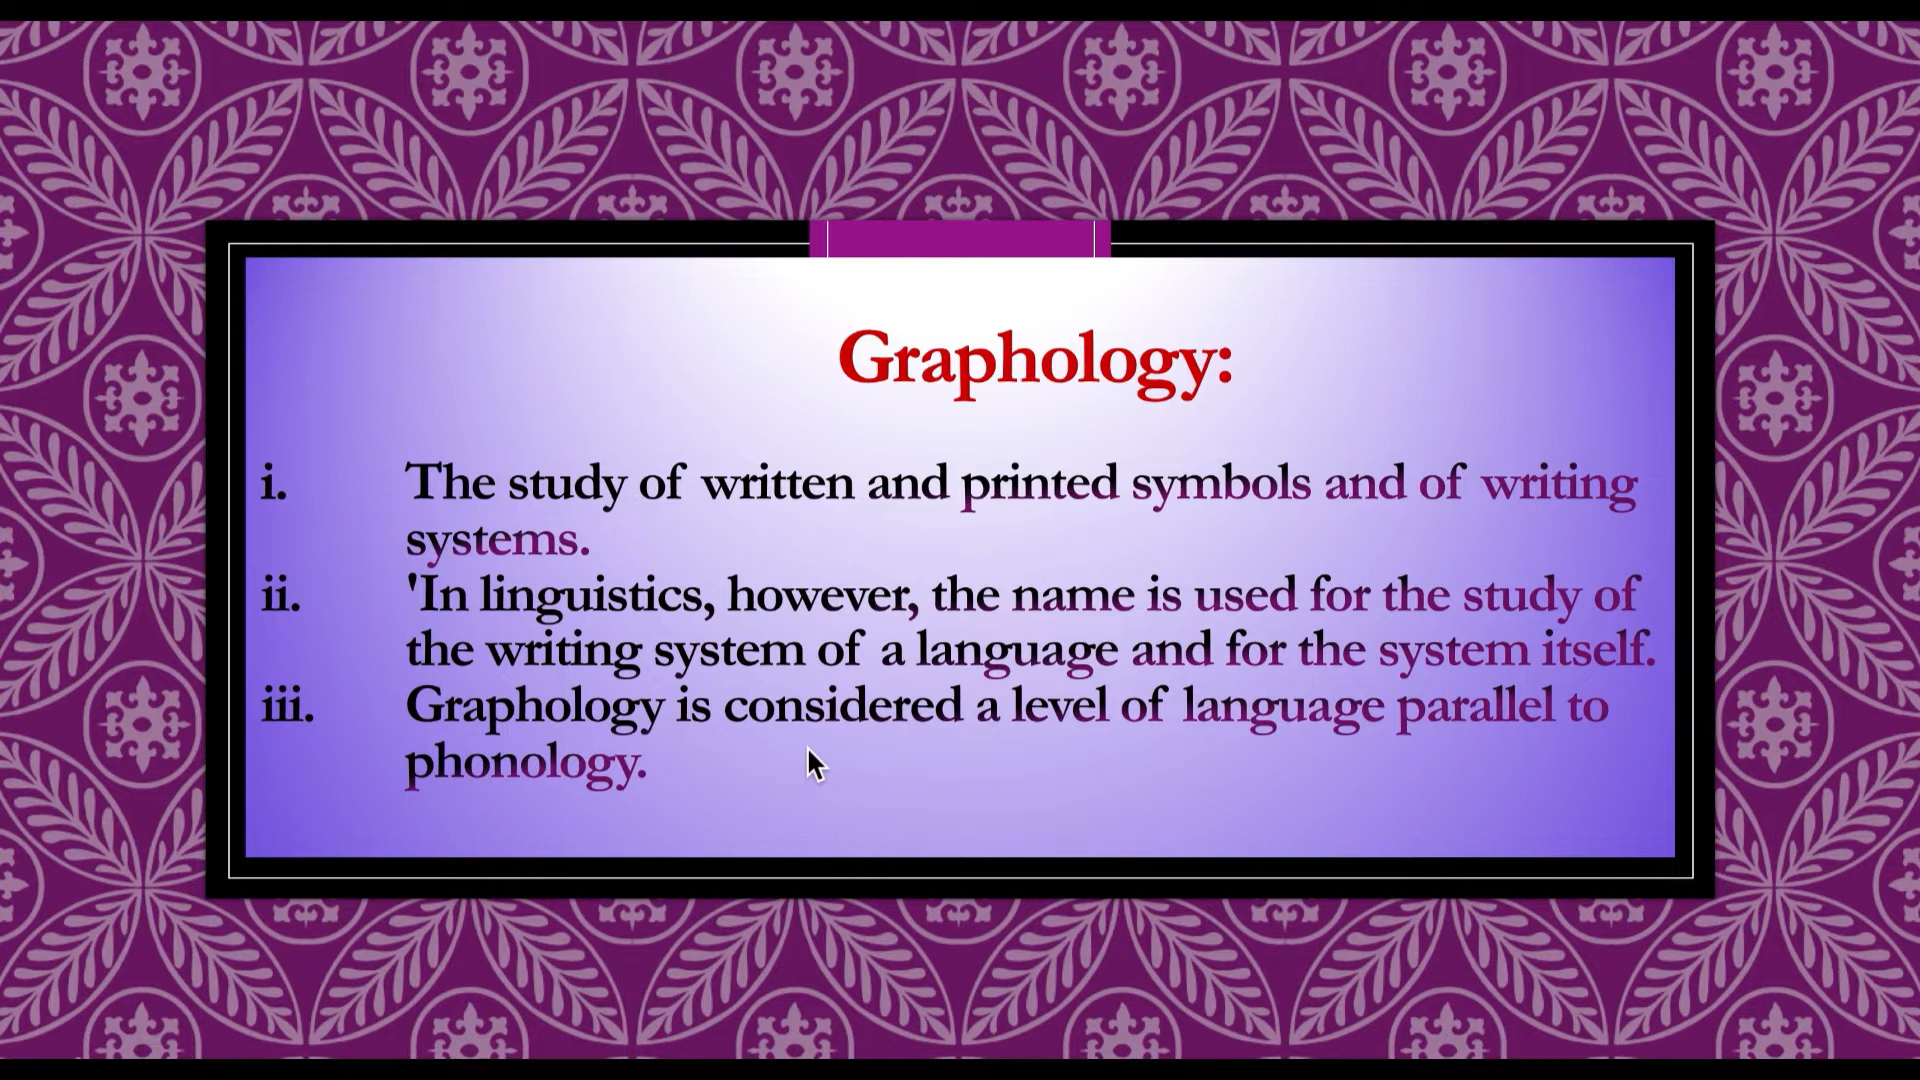 Graphology:
i. The study of written and printed symbols and of writing
systems.
ii. 'In linguistics, however, the name is used for the study of
the writing system of a language and for the system itself.
iii. Graphology is considered a level of language parallel to
phonology.